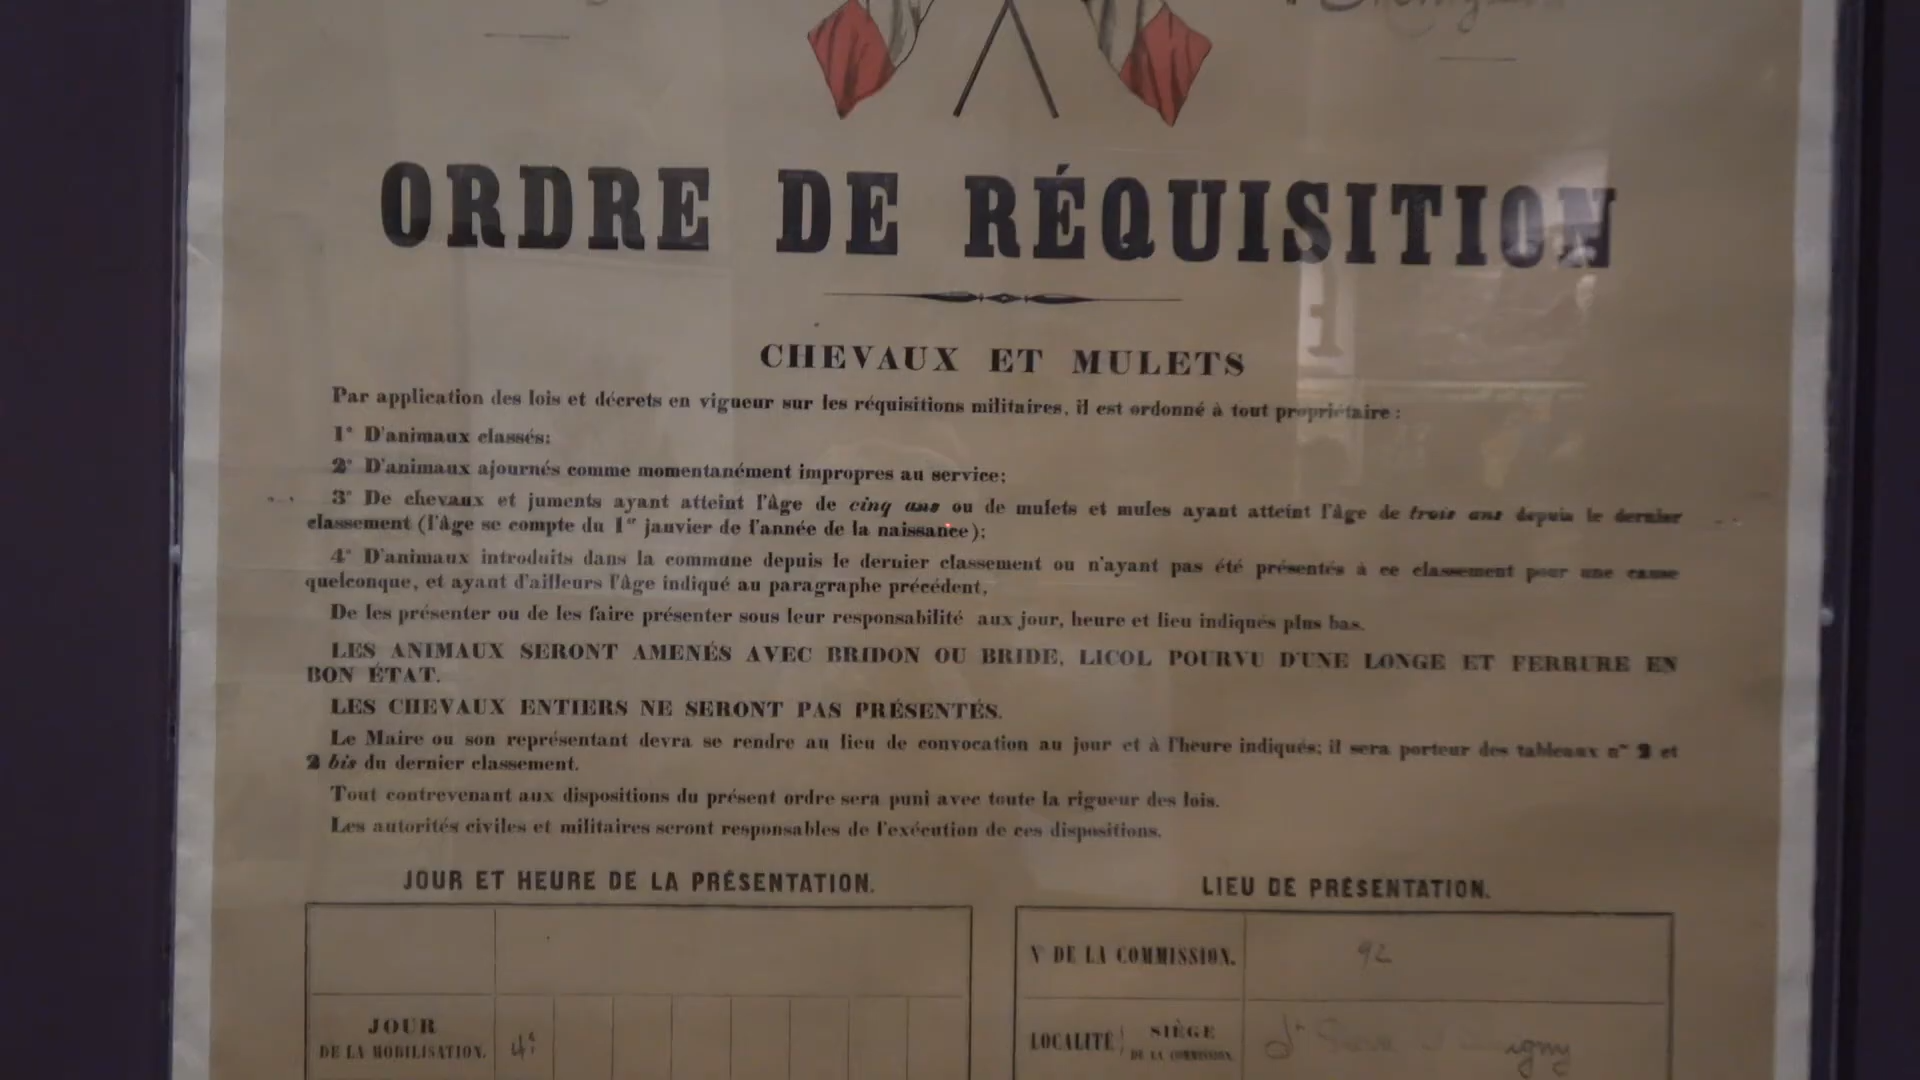 ORDRE DE RÉQUISITION
CHEVAUX ET MULETS
Par application des lois et décrets en vigueur sur les réquisitions militaires, il est ordonné à tout propriétaire :
1° D'animaux classés;
2° D'animaux ajournés comme momentanément impropres au service;
3° De chevaux et juments ayant atteint l'âge de cinq ans ou de mulets et mules ayant atteint l'âge de trois ans depuis le dernier
classement (l'âge se compte du 1er janvier de l'année de la naissance);
4° D'animaux introduits dans la commune depuis le dernier classement ou n'ayant pas été présentés à ce classement pour une cause
quelconque, et ayant d'ailleurs l'âge indiqué au paragraphe précédent,
De les présenter ou de les faire présenter sous leur responsabilité aux jour, heure et lieu indiqués plus bas.
LES ANIMAUX SERONT AMENÉS AVEC BRIDON OU BRIDE, LICOL POURVU D'UNE LONGE ET FERRURE EN
BON ÉTAT.
LES CHEVAUX ENTIERS NE SERONT PAS PRÉSENTÉS.
Le Maire ou son représentant devra se rendre au lieu de convocation au jour et à l'heure indiqués; il sera porteur des tableaux nos 2 et
2 bis du dernier classement.
Tout contrevenant aux dispositions du présent ordre sera puni avec toute la rigueur des lois.
Les autorités civiles et militaires seront responsables de l'exécution de ces dispositions.
JOUR ET HEURE DE LA PRÉSENTATION.
LIEU DE PRÉSENTATION.
N° DE LA COMMISSION. 92
JOUR
DE LA MOBILISATION. 4e
LOCALITÉ SIÈGE
DE LA COMMISSION